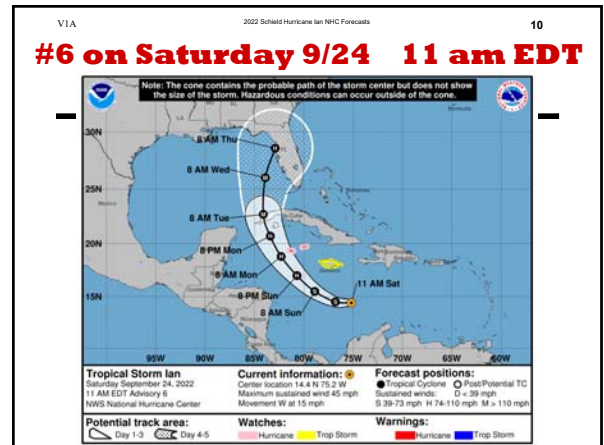 V1A 2022 Schield Hurricane Ian NHC Forecasts 10
#6 on Saturday 9/24 11 am EDT
Note: The cone contains the probable path of the storm center but does not show
the size of the storm. Hazardous conditions can occur outside of the cone.
30N
8 AM Thu
8 AM Wed
25N
8 AM Tue
20N
8 PM Mon
8 AM Mon
11 AM Sat
8 PM Sun
15N
8 AM Sun
95W 90W 85W 80W 75W 70W 65W 60W
Tropical Storm Ian
Saturday September 24, 2022
11 AM EDT Advisory 6
NWS National Hurricane Center
Current information:
Center location 14.4 N 75.2 W
Maximum sustained wind 45 mph
Movement W at 15 mph
Forecast positions:
Tropical Cyclone Post/Potential TC
Sustained winds: D < 39 mph
S 39-73 mph H 74-110 mph M > 110 mph
Potential track area:
Day 1-3 Day 4-5
Watches:
Hurricane Trop Storm
Warnings:
Hurricane Trop Storm